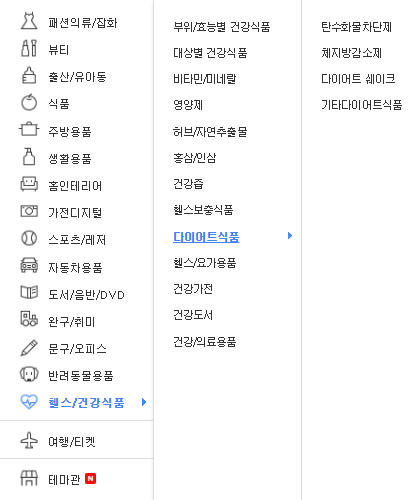 패션의류/잡화
뷰티
출산/유아동
식품
주방용품
생활용품
홈인테리어
가전디지털
스포츠/레저
자동차용품
도서/음반/DVD
완구/취미
문구/오피스
반려동물용품
헬스/건강식품
여행/티켓
테마관 N
부위/효능별 건강식품
대상별 건강식품
비타민/미네랄
영양제
허브/자연추출물
홍삼/인삼
건강즙
헬스보충식품
다이어트식품
헬스/요가용품
건강가전
건강도서
건강/의료용품
탄수화물차단제
체지방감소제
다이어트 쉐이크
기타다이어트식품